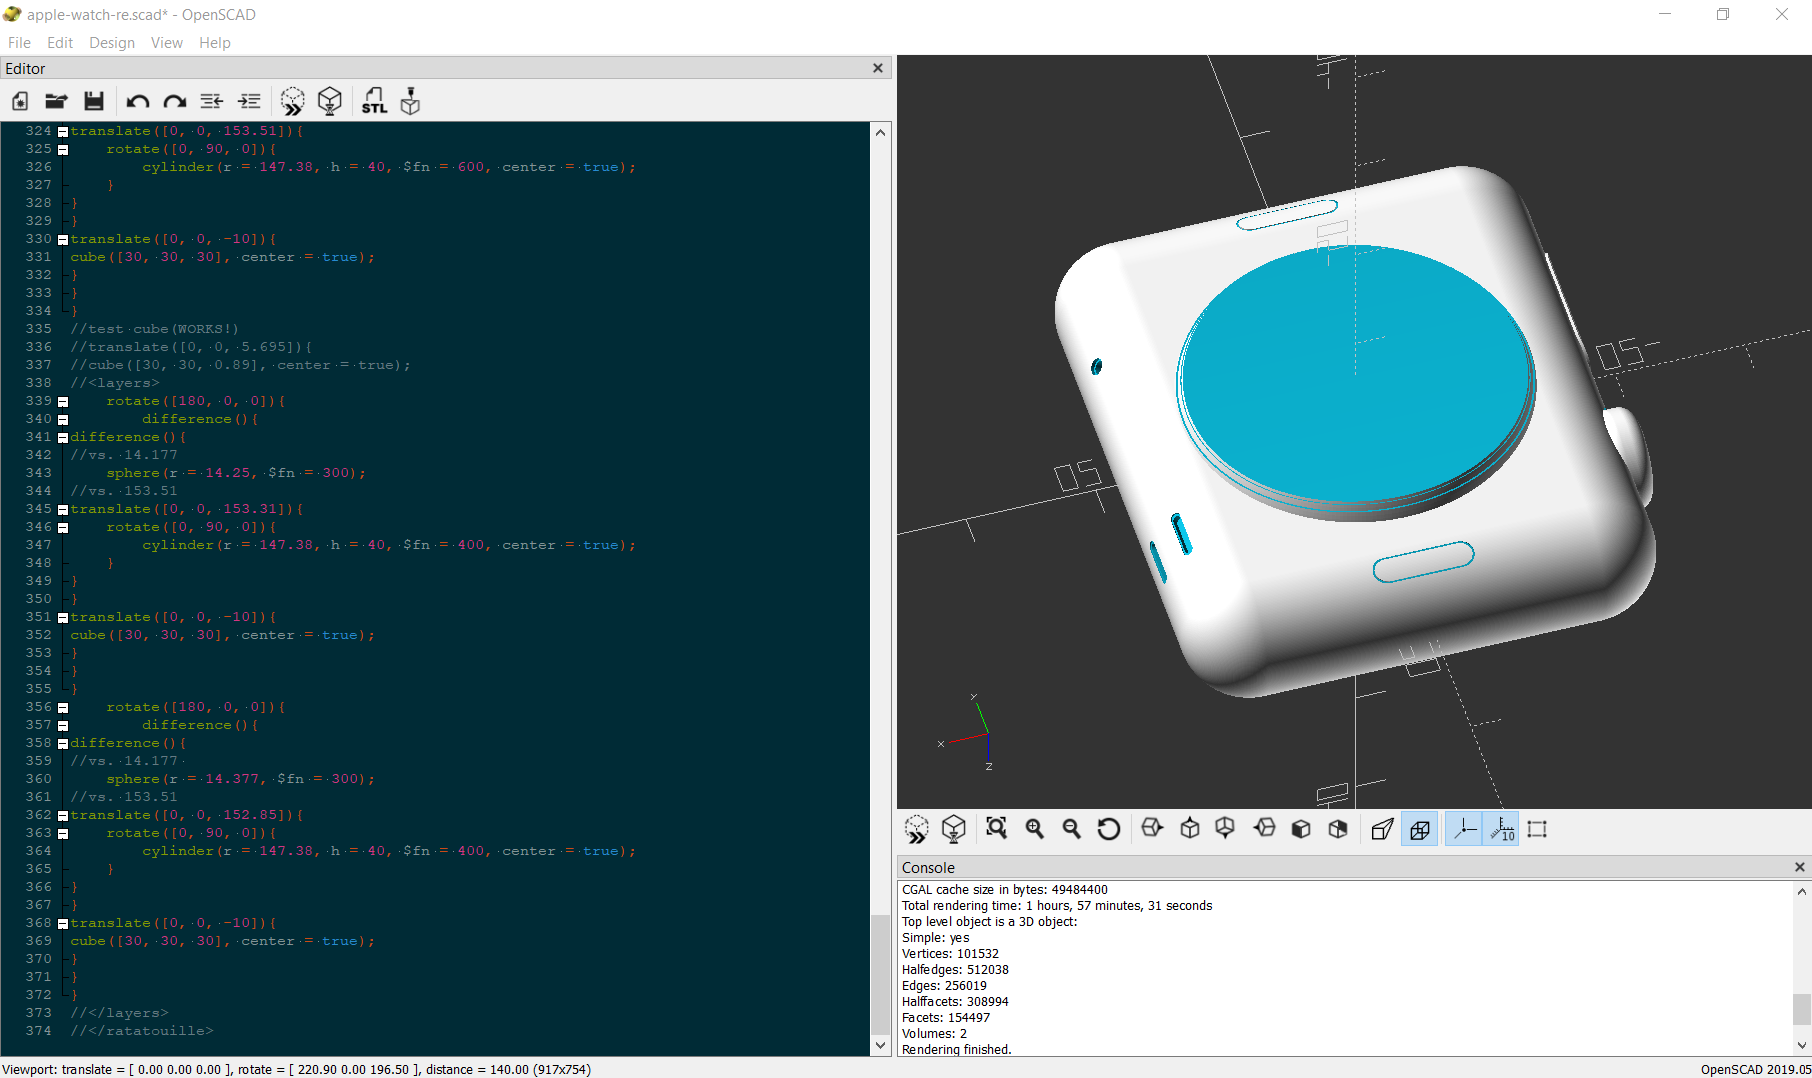 apple-watch-re.scad* - OpenSCAD
File Edit Design View Help
Editor
STL
324 translate([0, 0, 153.51]){
325 rotate([0, 90, 0]){
326 cylinder(r = 147.38, h = 40, $fn = 600, center = true);
327 }
328 }
329 }
330 translate([0, 0, -10]){
331 cube([30, 30, 30], center = true);
332 }
333 }
334 }
335 //test cube(WORKS!)
336 //translate([0, 0, 5.695]){
337 //cube([30, 30, 0.89], center = true);
338 //<layers>
339 rotate([180, 0, 0]){
340 difference(){
341 difference(){
342 //vs. 14.177
343 sphere(r = 14.25, $fn = 300);
344 //vs. 153.51
345 translate([0, 0, 153.31]){
346 rotate([0, 90, 0]){
347 cylinder(r = 147.38, h = 40, $fn = 400, center = true);
348 }
349 }
350 }
351 translate([0, 0, -10]){
352 cube([30, 30, 30], center = true);
353 }
354 }
355 }
356 rotate([180, 0, 0]){
357 difference(){
358 difference(){
359 //vs. 14.177
360 sphere(r = 14.377, $fn = 300);
361 //vs. 153.51
362 translate([0, 0, 152.85]){
363 rotate([0, 90, 0]){
364 cylinder(r = 147.38, h = 40, $fn = 400, center = true);
365 }
366 }
367 }
368 translate([0, 0, -10]){
369 cube([30, 30, 30], center = true);
370 }
371 }
372 }
373 //</layers>
374 //</ratatouille>
Y
X
Z
10
Console
CGAL cache size in bytes: 49484400
Total rendering time: 1 hours, 57 minutes, 31 seconds
Top level object is a 3D object:
Simple: yes
Vertices: 101532
Halfedges: 512038
Edges: 256019
Halffacets: 308994
Facets: 154497
Volumes: 2
Rendering finished.
Viewport: translate = [ 0.00 0.00 0.00 ], rotate = [ 220.90 0.00 196.50 ], distance = 140.00 (917x754)
OpenSCAD 2019.05